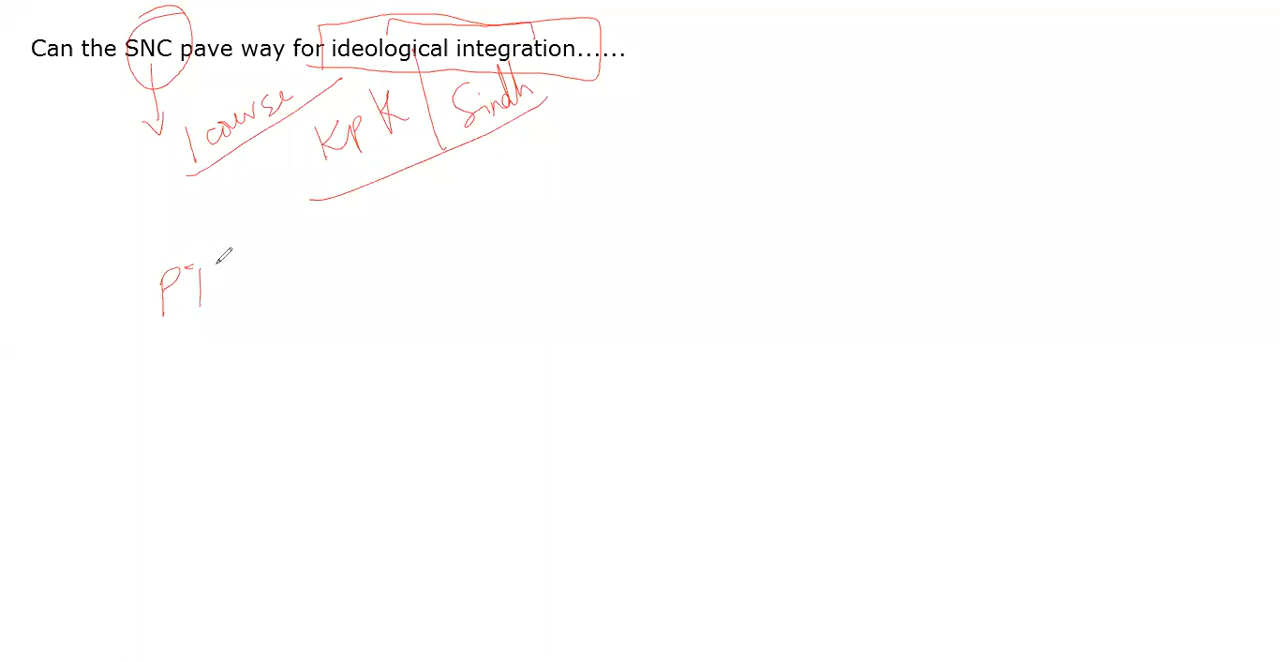 Can the SNC pave way for ideological integration……
1 course
KPK
Sindh